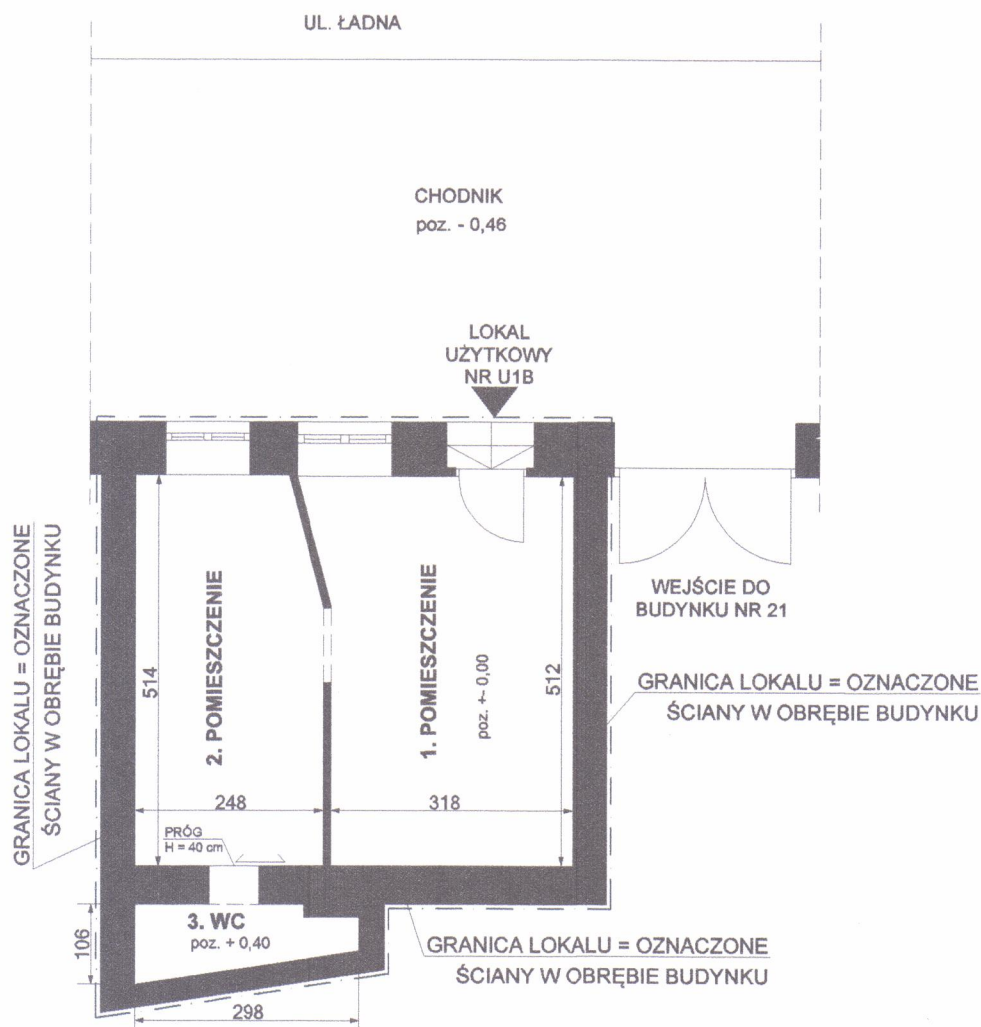 UL. ŁADNA
CHODNIK
poz. - 0,46
LOKAL
UŻYTKOWY
NR U1B
GRANICA LOKALU = OZNACZONE
ŚCIANY W OBRĘBIE BUDYNKU
514
2. POMIESZCZENIE
1. POMIESZCZENIE
poz. +- 0,00
512
WEJŚCIE DO
BUDYNKU NR 21
GRANICA LOKALU = OZNACZONE
ŚCIANY W OBRĘBIE BUDYNKU
248
318
PRÓG
H = 40 cm
106
3. WC
poz. + 0,40
GRANICA LOKALU = OZNACZONE
ŚCIANY W OBRĘBIE BUDYNKU
298